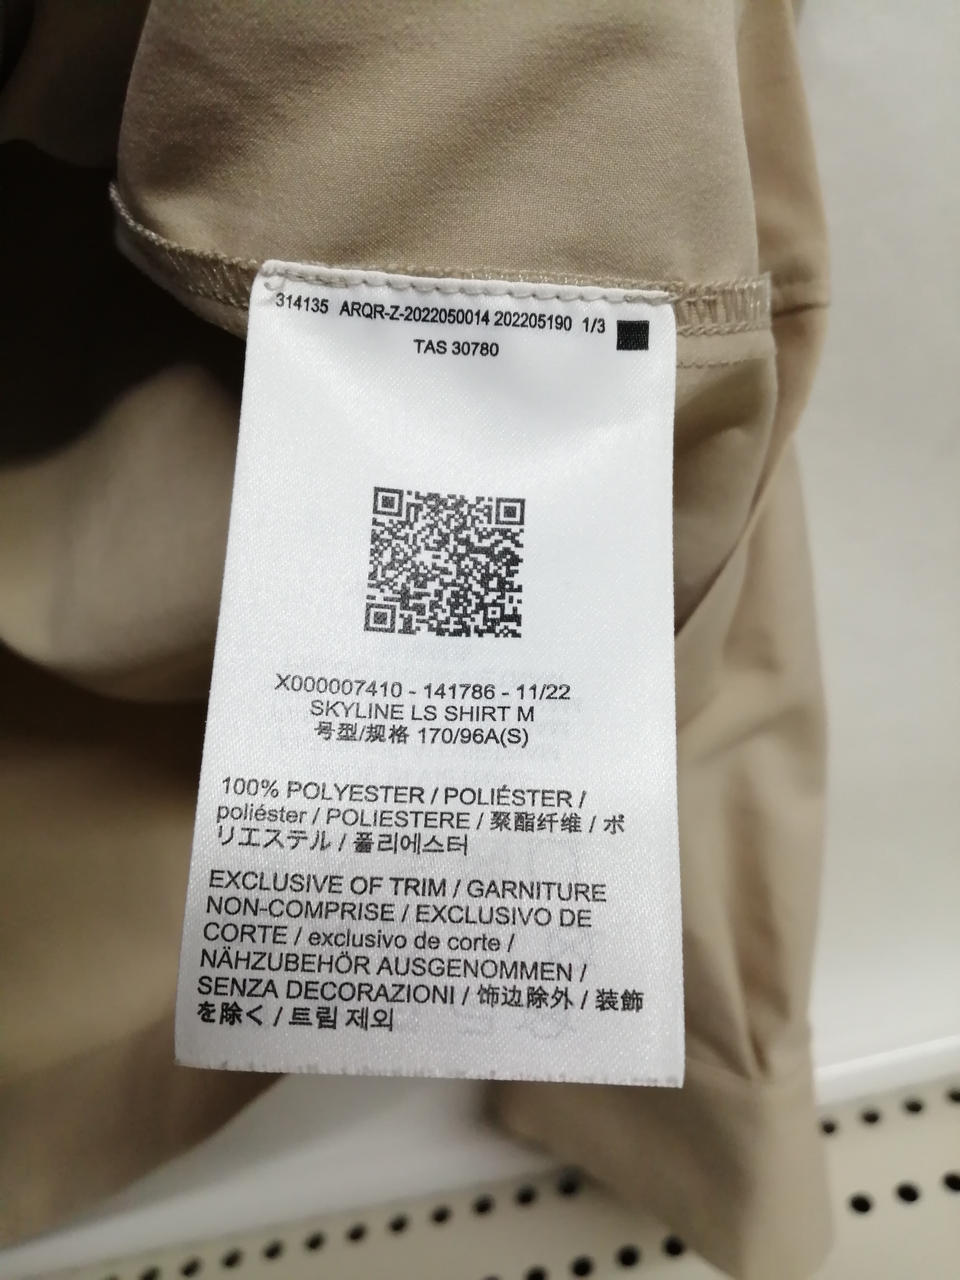 314135 ARQR-Z-2022050014 202205190 1/3
TAS 30780
X000007410 - 141786 - 11/22
SKYLINE LS SHIRT M
号型/规格 170/96A(S)
100% POLYESTER / POLIÉSTER /
poliéster / POLIESTERE / 聚酯纤维 / ポ
リエステル / 폴리에스터
EXCLUSIVE OF TRIM / GARNITURE
NON-COMPRISE / EXCLUSIVO DE
CORTE / exclusivo de corte /
NÄHZUBEHÖR AUSGENOMMEN /
SENZA DECORAZIONI / 饰边除外 / 装飾
を除く / 트림 제외